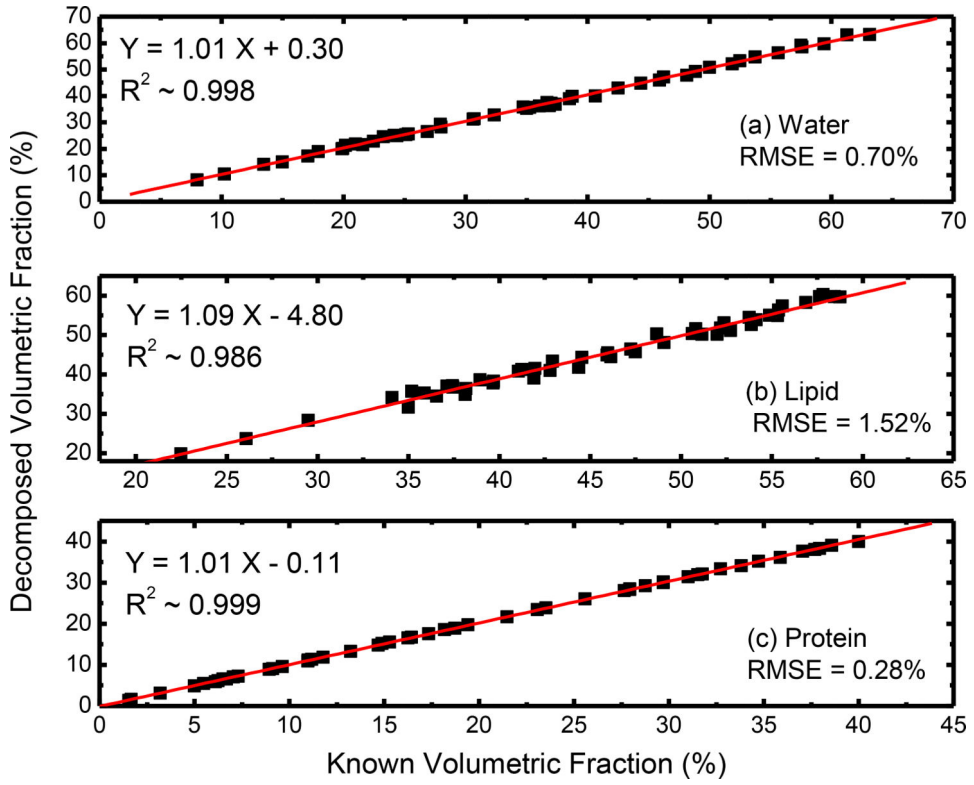 Decomposed Volumetric Fraction (%)
70
60
50
40
30
20
10
0
Y = 1.01 X + 0.30
R² ~ 0.998
(a) Water
RMSE = 0.70%
0 10 20 30 40 50 60 70
60
50
40
30
20
Y = 1.09 X - 4.80
R² ~ 0.986
(b) Lipid
RMSE = 1.52%
20 25 30 35 40 45 50 55 60 65
40
30
20
10
0
Y = 1.01 X - 0.11
R² ~ 0.999
(c) Protein
RMSE = 0.28%
0 5 10 15 20 25 30 35 40 45
Known Volumetric Fraction (%)